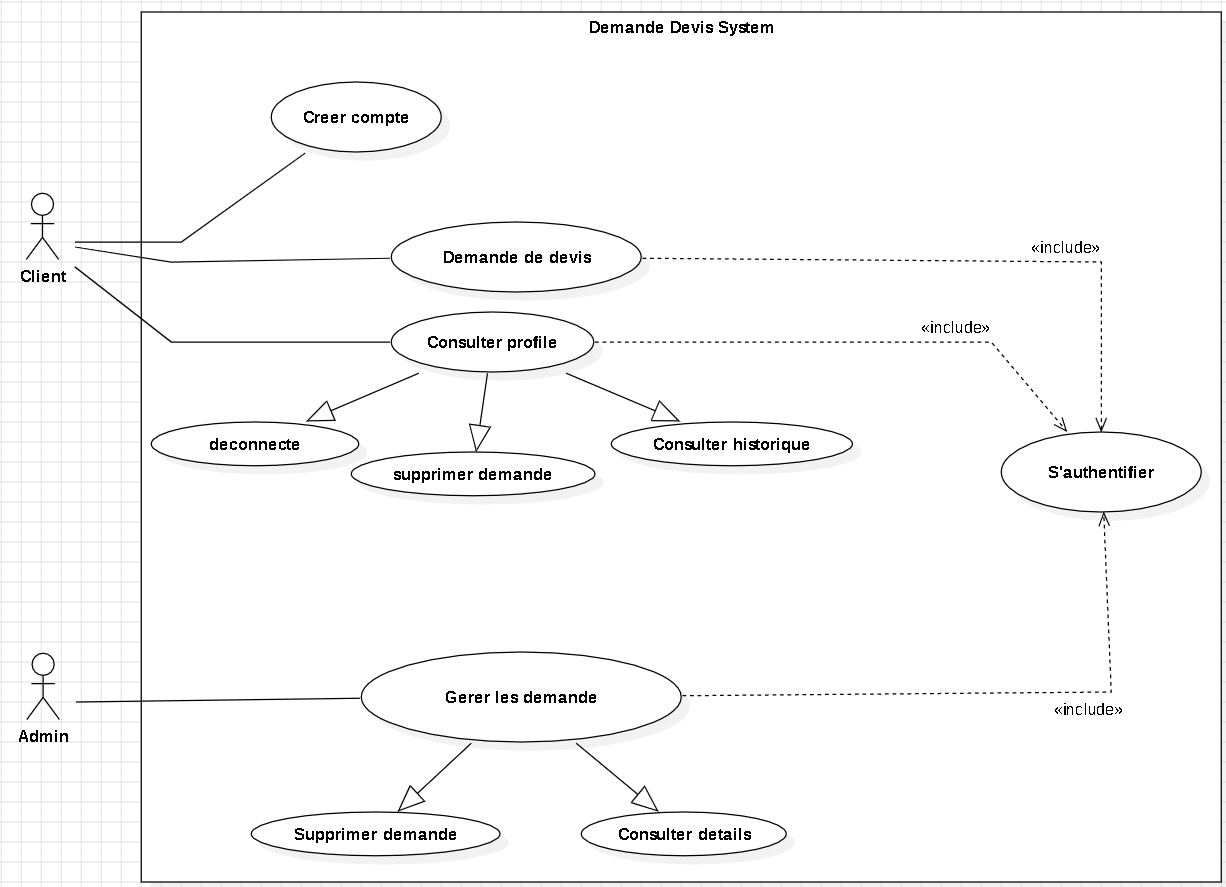 Demande Devis System
Creer compte
Client
Demande de devis
«include»
Consulter profile
«include»
deconnecte
supprimer demande
Consulter historique
S'authentifier
Admin
Gerer les demande
«include»
Supprimer demande
Consulter details